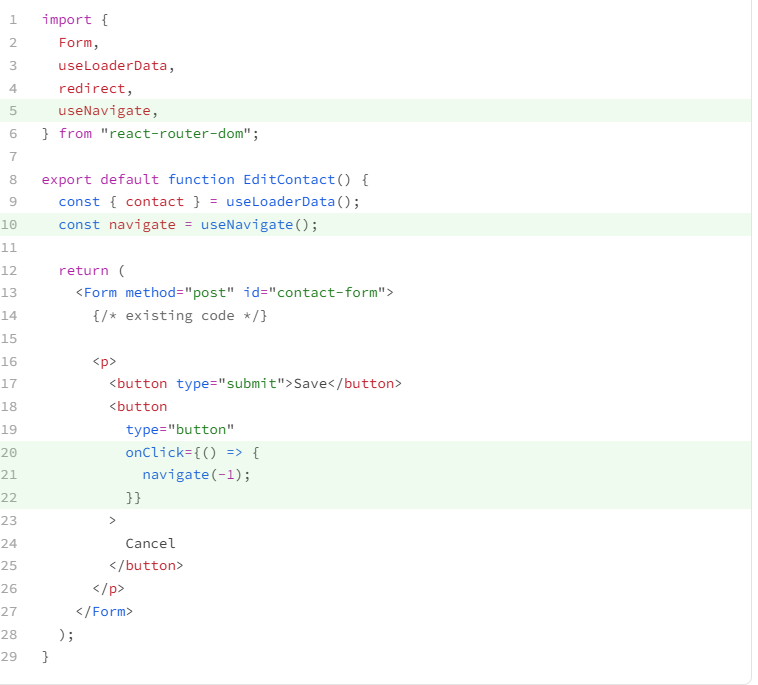 1 import {
2   Form,
3   useLoaderData,
4   redirect,
5   useNavigate,
6 } from "react-router-dom";
7
8 export default function EditContact() {
9   const { contact } = useLoaderData();
10   const navigate = useNavigate();
11
12   return (
13     <Form method="post" id="contact-form">
14       {/* existing code */}
15
16       <p>
17         <button type="submit">Save</button>
18         <button
19           type="button"
20           onClick={() => {
21             navigate(-1);
22           }}
23         >
24           Cancel
25         </button>
26       </p>
27     </Form>
28   );
29 }